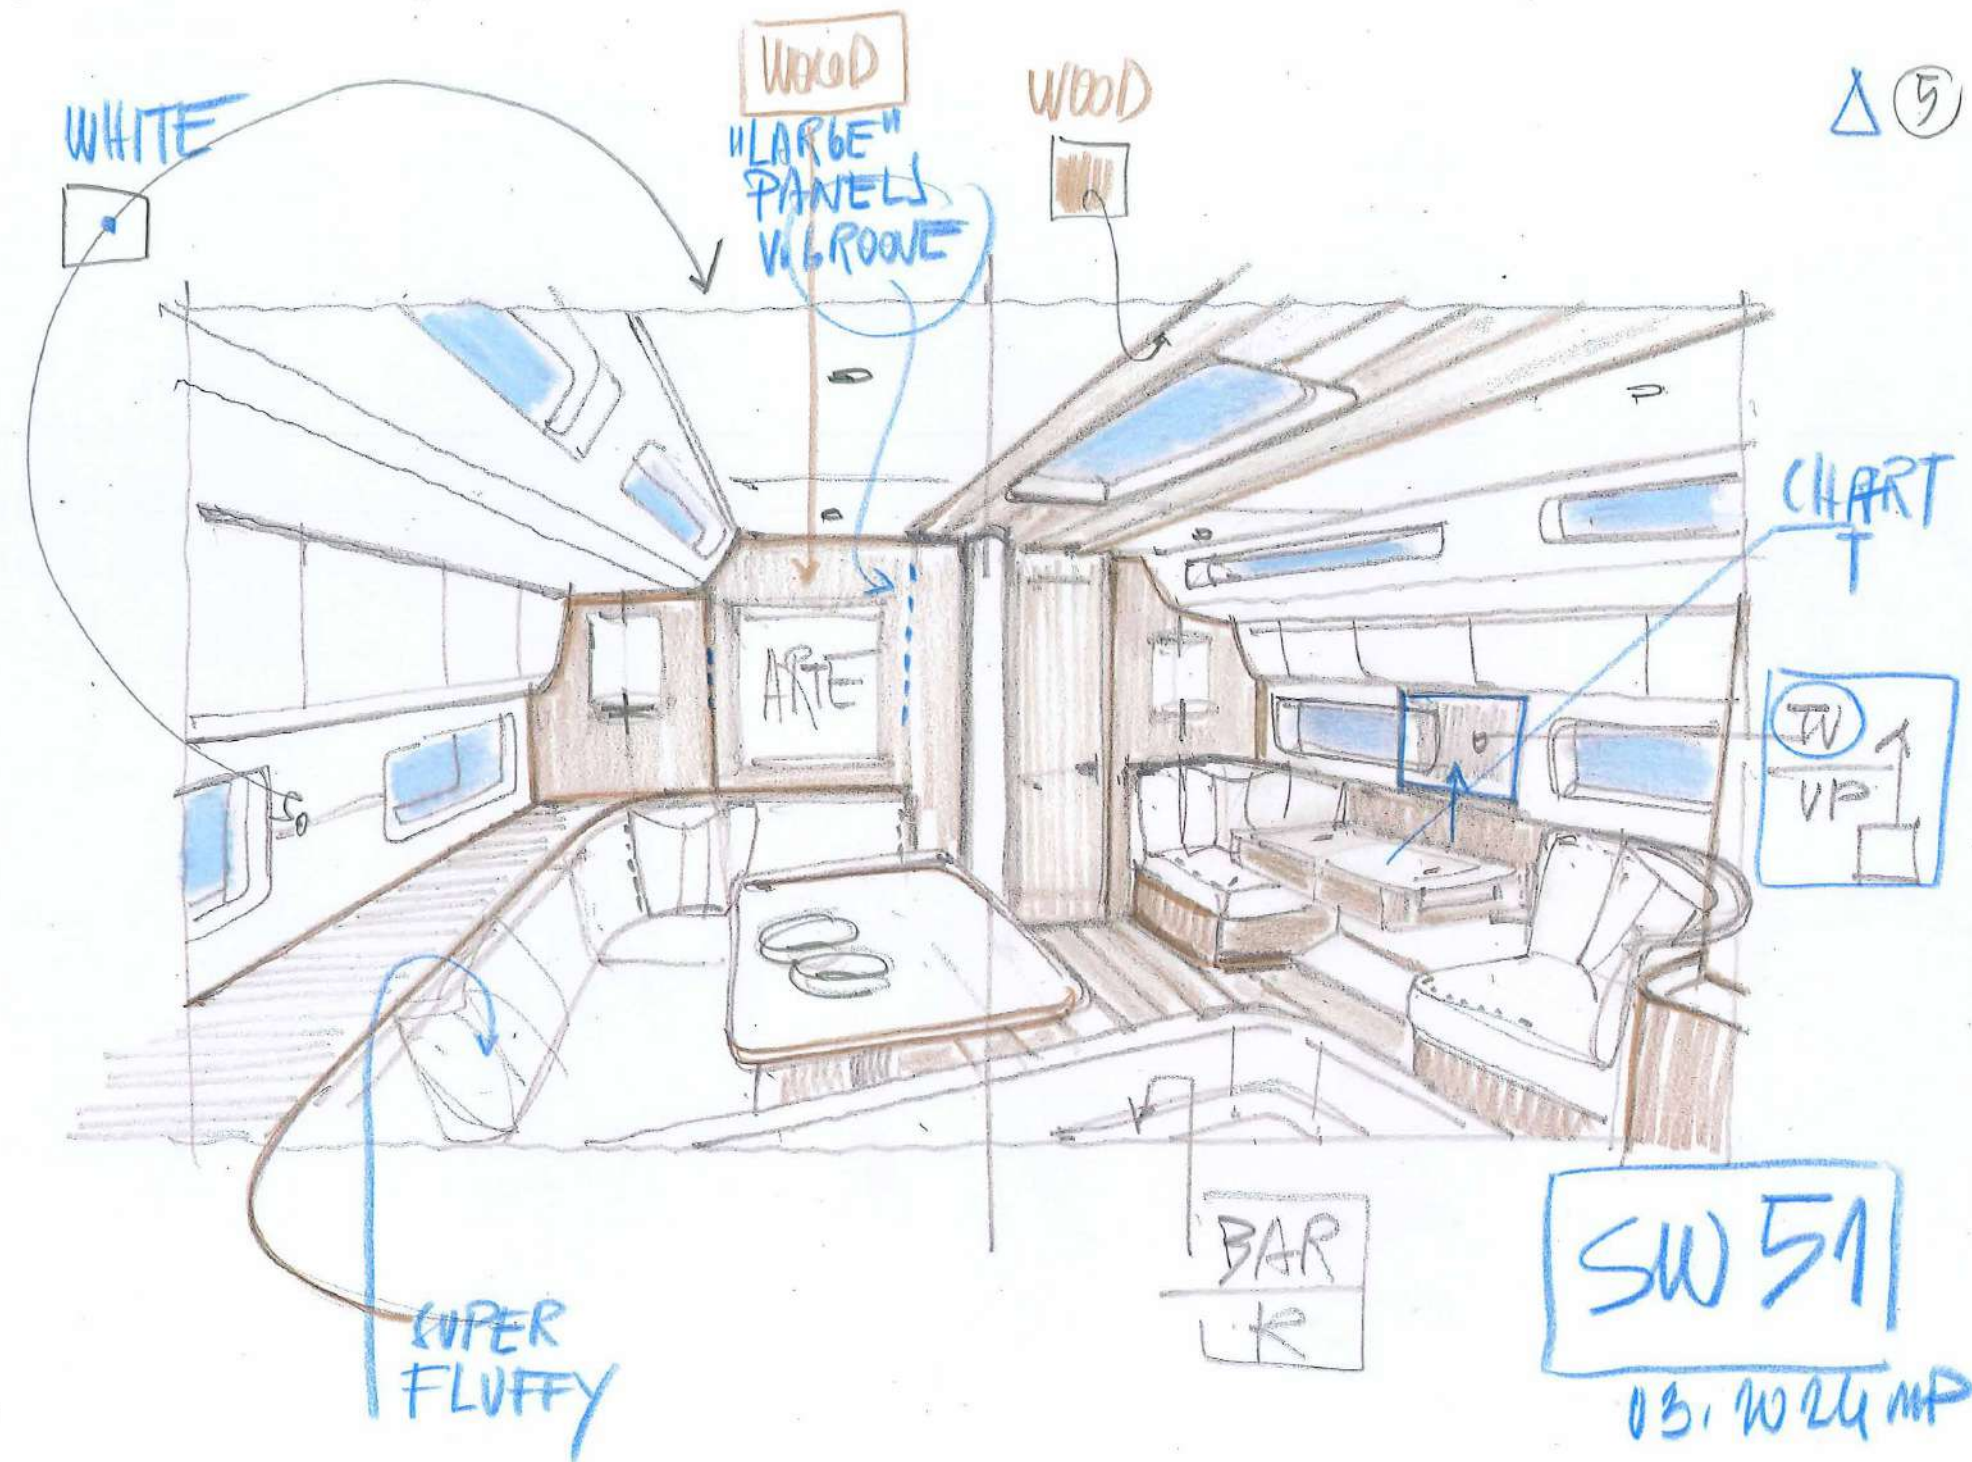 WHITE
WOOD
"LARGE"
PANELS
V.GROOVE
WOOD
Δ 5
CHART
T
ARTE
TV
UP
BAR
SUPER
FLUFFY
SW 51
03.2024 MP